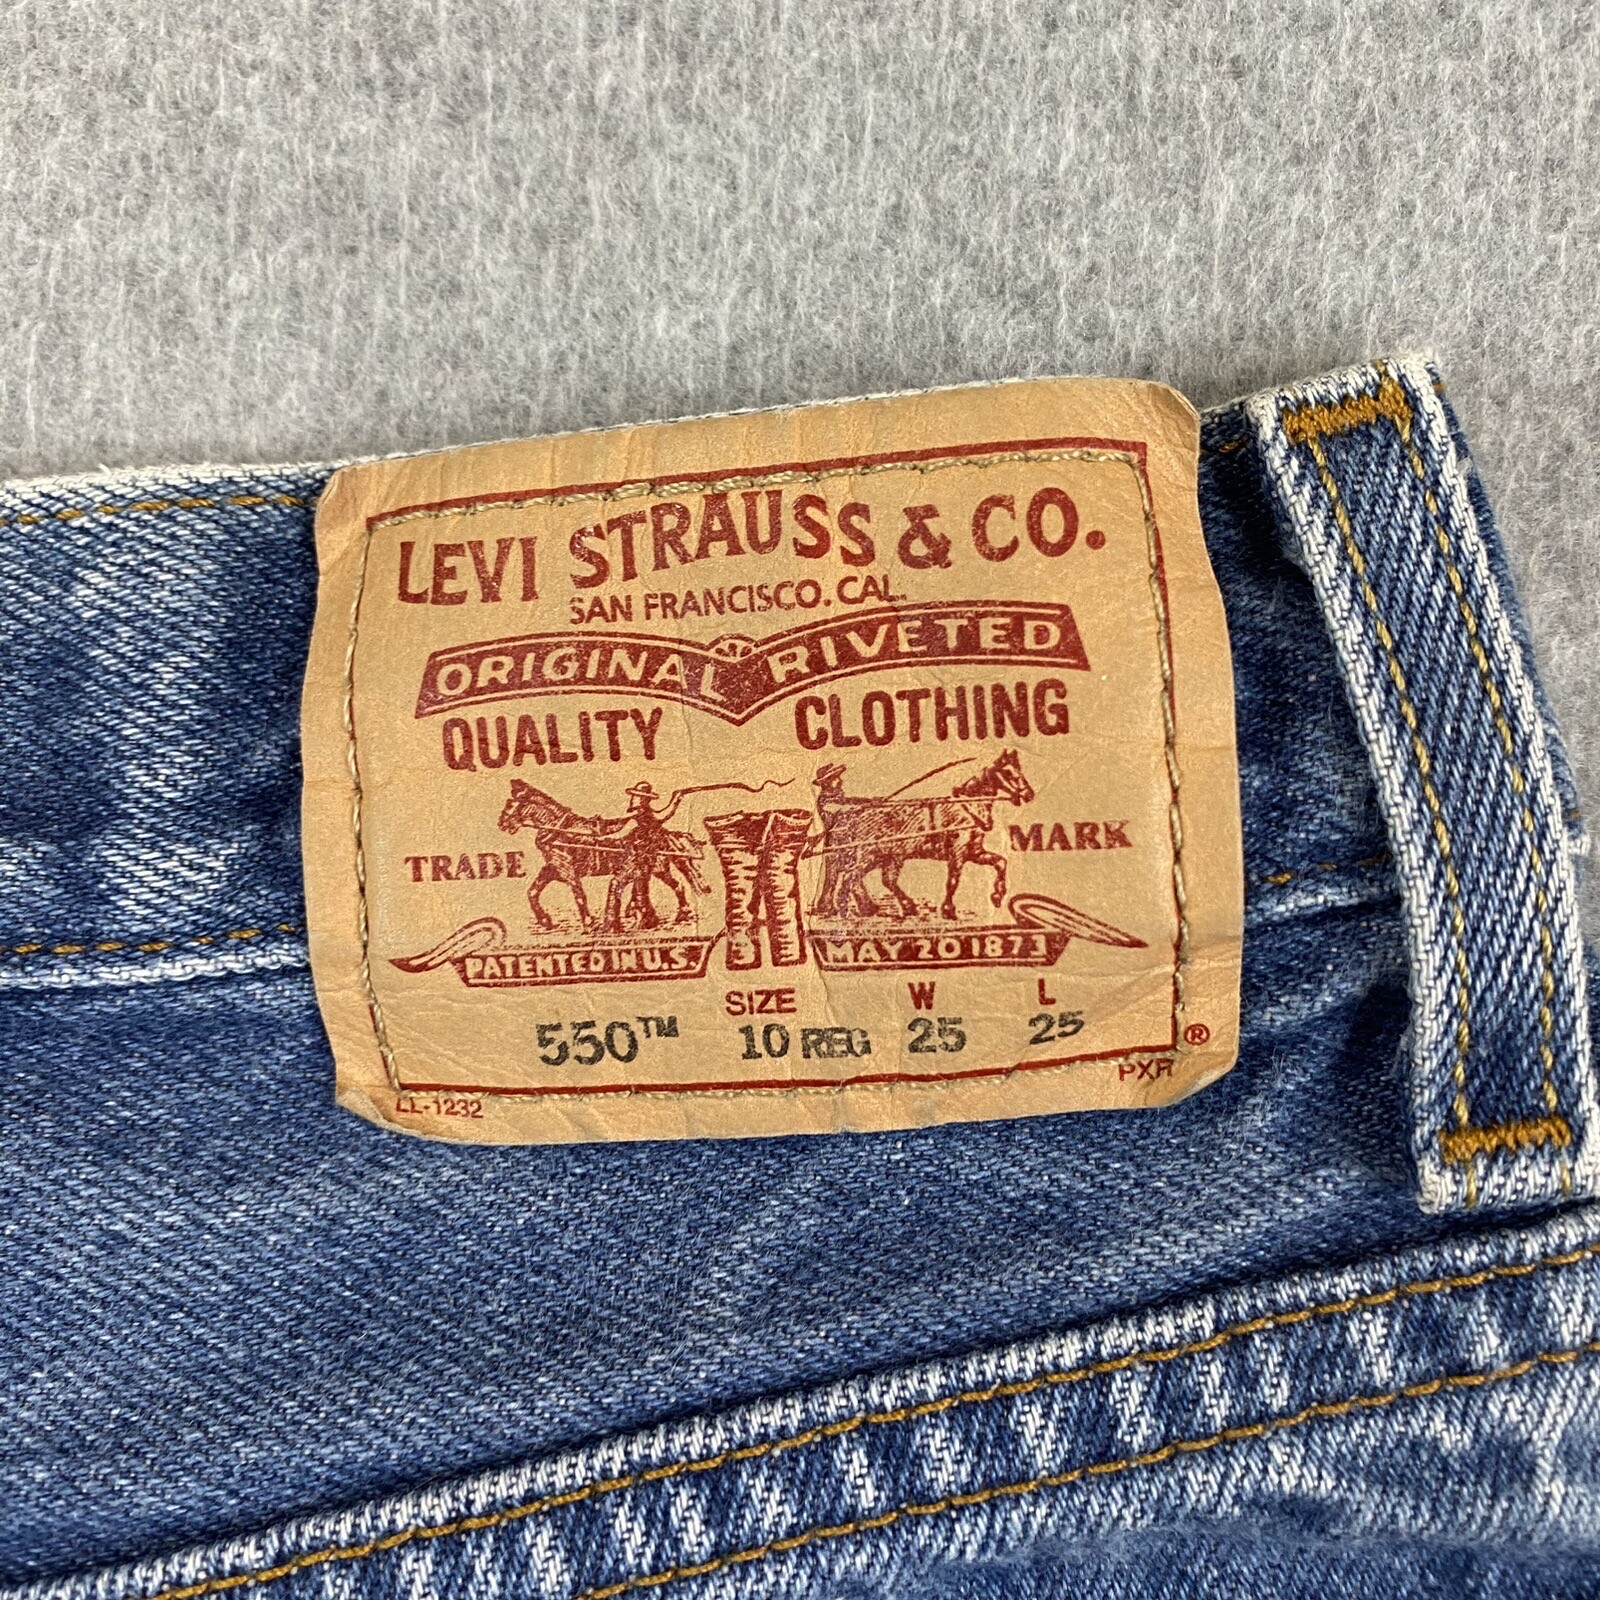 LEVI STRAUSS & CO.
SAN FRANCISCO. CAL.
ORIGINAL RIVETED
QUALITY CLOTHING
TRADE MARK
PATENTED IN U.S. MAY 20 1873
SIZE W L
550™ 10 REG 25 25
®
PXR
LL-1232